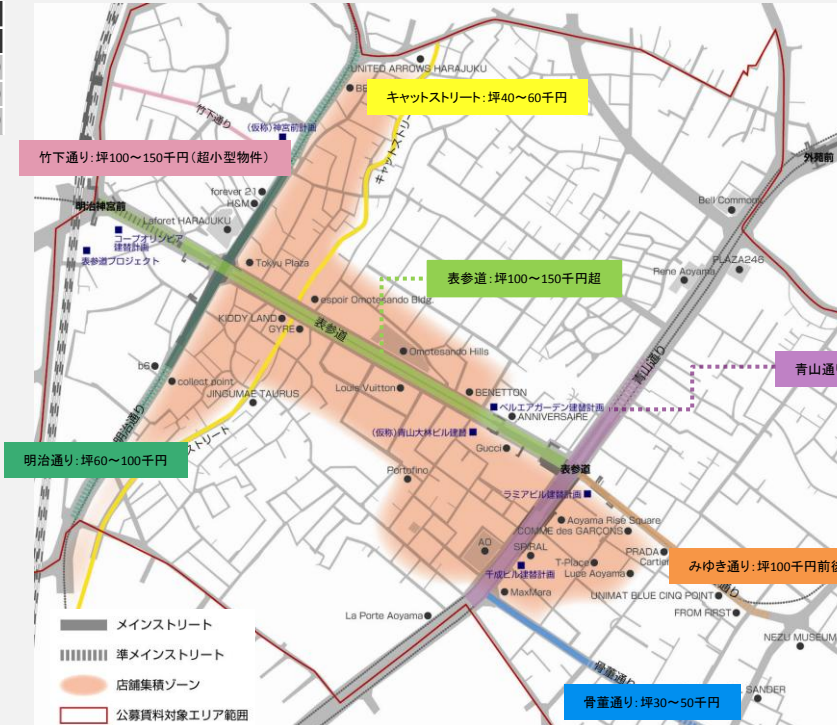 UNITED ARROWS HARAJUKU
キャットストリート：坪40～60千円
竹下通り
(仮称)神宮前計画
外苑前
竹下通り：坪100～150千円（超小型物件）
forever 21
H&M
明治神宮前
Laforet HARAJUKU
Bell Commons
コープオリンピア
建替計画
表参道プロジェクト
Tokyu Plaza
PLAZA246
Rene Aoyama
表参道：坪100～150千円超
espoir Omotesando Bldg.
KIDDY LAND
GYRE
表参道
Omotesando Hills
青山通り
b6
collect point
JINGUMAE TAURUS
Louis Vuitton
BENETTON
ベルエアガーデン建替計画
ANNIVERSAIRE
明治通り
(仮称)青山大林ビル建替
Gucci
明治通り：坪60～100千円
Portofino
表参道
ラミアビル建替計画
Aoyama Rise Square
COMME des GARÇONS
AO
SPIRAL
PRADA
Cartier
T-Place
千成ビル建替計画
Luce Aoyama
みゆき通り：坪100千円前後
MaxMara
UNIMAT BLUE CINQ POINT
La Porte Aoyama
FROM FIRST
NEZU MUSEUM
メインストリート
準メインストリート
店舗集積ゾーン
公募賃料対象エリア範囲
骨董通り
SANDER
骨董通り：坪30～50千円